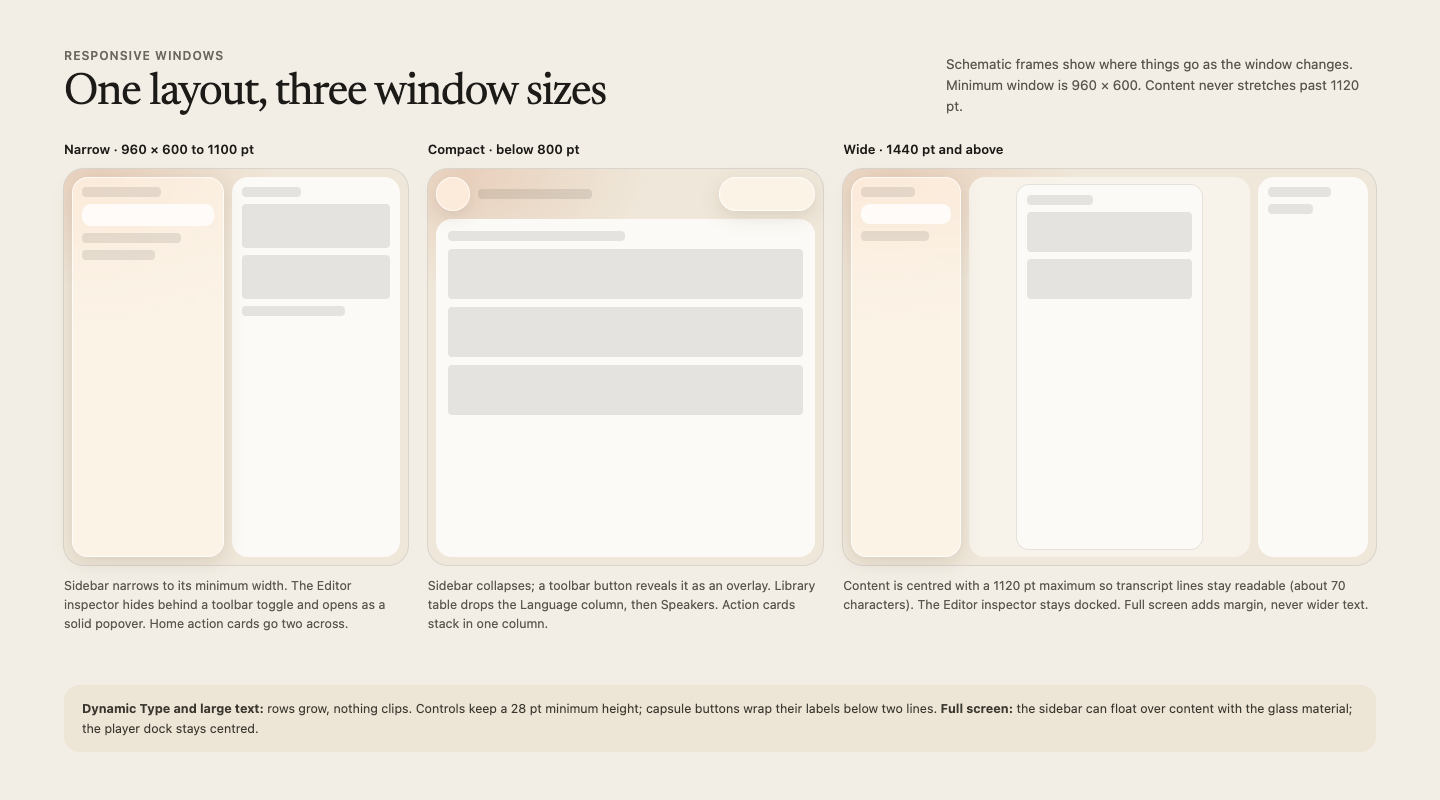 RESPONSIVE WINDOWS
One layout, three window sizes
Schematic frames show where things go as the window changes.
Minimum window is 960 × 600. Content never stretches past 1120
pt.
Narrow · 960 × 600 to 1100 pt
Sidebar narrows to its minimum width. The Editor
inspector hides behind a toolbar toggle and opens as a
solid popover. Home action cards go two across.
Compact · below 800 pt
Sidebar collapses; a toolbar button reveals it as an overlay. Library
table drops the Language column, then Speakers. Action cards
stack in one column.
Wide · 1440 pt and above
Content is centred with a 1120 pt maximum so transcript lines stay readable (about 70
characters). The Editor inspector stays docked. Full screen adds margin, never wider text.
Dynamic Type and large text: rows grow, nothing clips. Controls keep a 28 pt minimum height; capsule buttons wrap their labels below two lines. Full screen: the sidebar can float over content with the glass material;
the player dock stays centred.